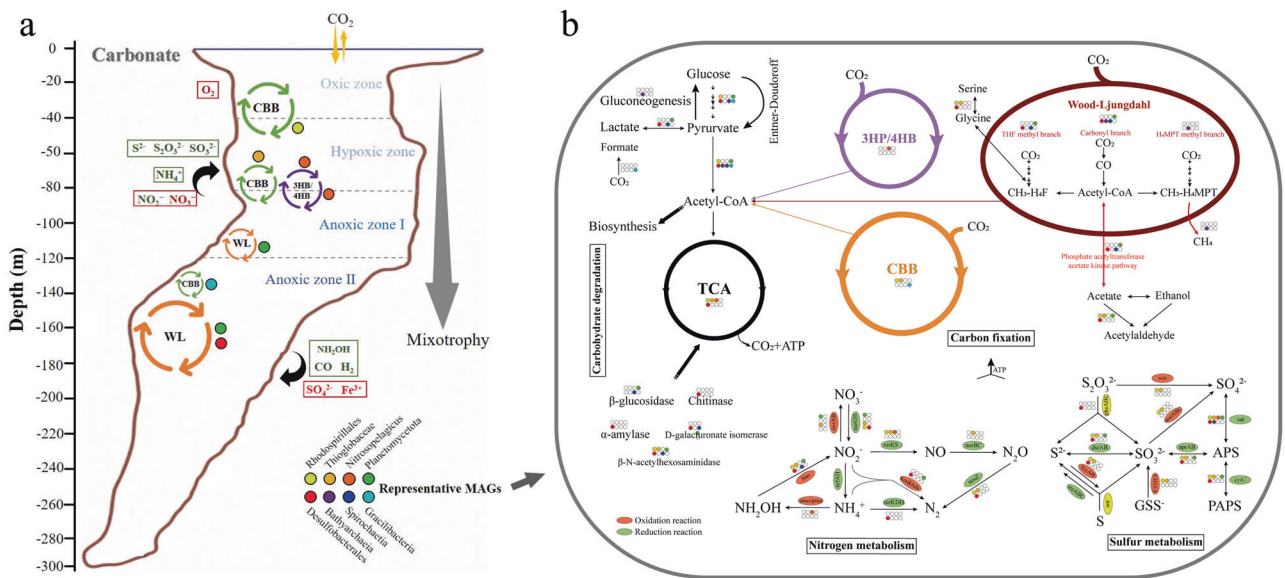 a
CO₂
Carbonate
Depth (m)
0
-20
-40
-60
-80
-100
-120
-140
-160
-180
-200
-220
-240
-260
-280
-300
Oxic zone
O₂
CBB
Hypoxic zone
S²⁻ S₂O₃²⁻ SO₃²⁻
NH₄⁺
NO₂⁻ NO₃⁻
CBB
3HB/
4HB
Anoxic zone I
WL
Anoxic zone II
CBB
WL
Mixotrophy
NH₂OH
CO H₂
SO₄²⁻ Fe³⁺
Rhodospirillales
Thioglobaceae
Nitrosopelagicus
Planctomycetota
Representative MAGs
Desulfobacterales
Bathyarchaeia
Spirochaetia
Gracilibacteria
b
Glucose
Gluconeogenesis
Entner-Doudoroff
Lactate
Pyrurvate
Formate
CO₂
Acetyl-CoA
Biosynthesis
Carbohydrate degradation
TCA
CO₂+ATP
β-glucosidase
Chitinase
α-amylase
D-galacturonate isomerase
β-N-acetylhexosaminidase
CO₂
3HP/4HB
CO₂
CBB
Carbon fixation
ATP
CO₂
Wood-Ljungdahl
Serine
Glycine
THF methyl branch
Carbonyl branch
H₄MPT methyl branch
CO₂
CO₂
CO₂
CO
CH₃-H₄F
Acetyl-CoA
CH₃-H₄MPT
CH₄
Phosphate acetyltransferase
acetate kinase pathway
Acetate
Ethanol
Acetylaldehyde
NO₃⁻
NO₂⁻
NO
N₂O
nirKS
norBC
NH₂OH
NH₄⁺
N₂
Oxidation reaction
Reduction reaction
Nitrogen metabolism
S₂O₃²⁻
sox
SO₄²⁻
sat
S²⁻
dsrAB
SO₃²⁻
aprAB
APS
S
GSS⁻
PAPS
Sulfur metabolism